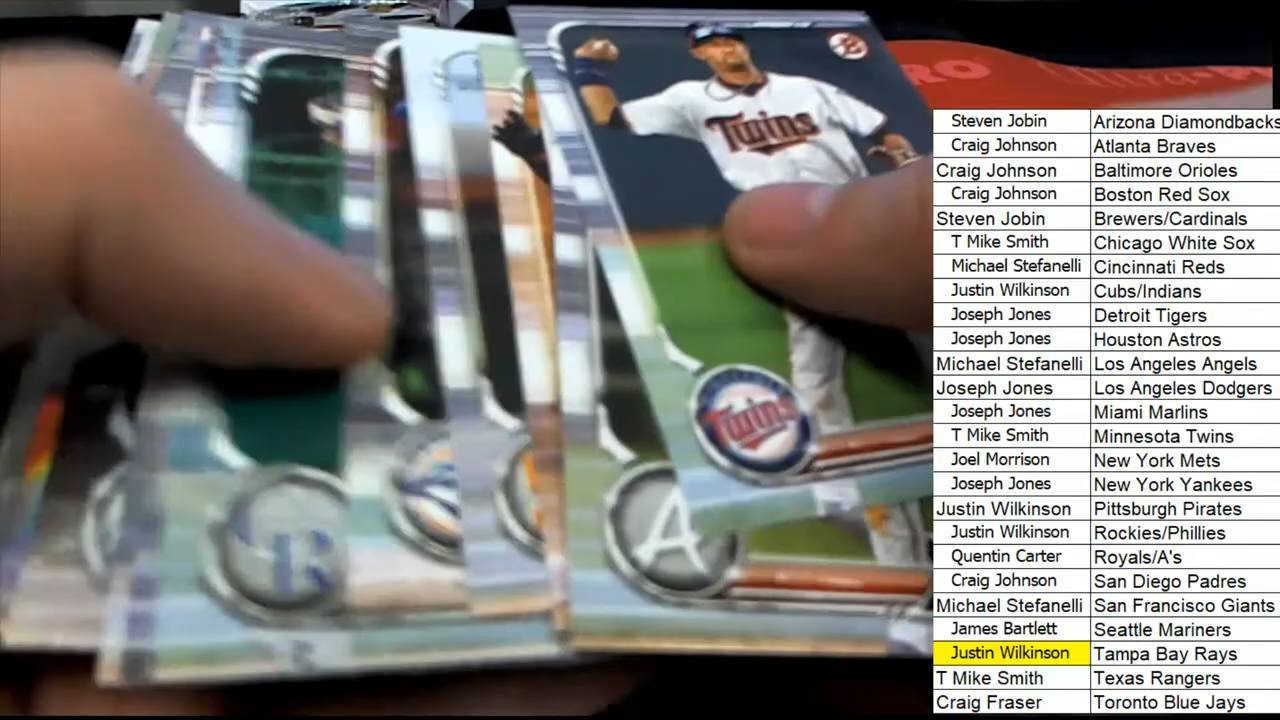 Twins
Twins
A
TB
Steven Jobin Arizona Diamondbacks
Craig Johnson Atlanta Braves
Craig Johnson Baltimore Orioles
Craig Johnson Boston Red Sox
Steven Jobin Brewers/Cardinals
T Mike Smith Chicago White Sox
Michael Stefanelli Cincinnati Reds
Justin Wilkinson Cubs/Indians
Joseph Jones Detroit Tigers
Joseph Jones Houston Astros
Michael Stefanelli Los Angeles Angels
Joseph Jones Los Angeles Dodgers
Joseph Jones Miami Marlins
T Mike Smith Minnesota Twins
Joel Morrison New York Mets
Joseph Jones New York Yankees
Justin Wilkinson Pittsburgh Pirates
Justin Wilkinson Rockies/Phillies
Quentin Carter Royals/A's
Craig Johnson San Diego Padres
Michael Stefanelli San Francisco Giants
James Bartlett Seattle Mariners
Justin Wilkinson Tampa Bay Rays
T Mike Smith Texas Rangers
Craig Fraser Toronto Blue Jays